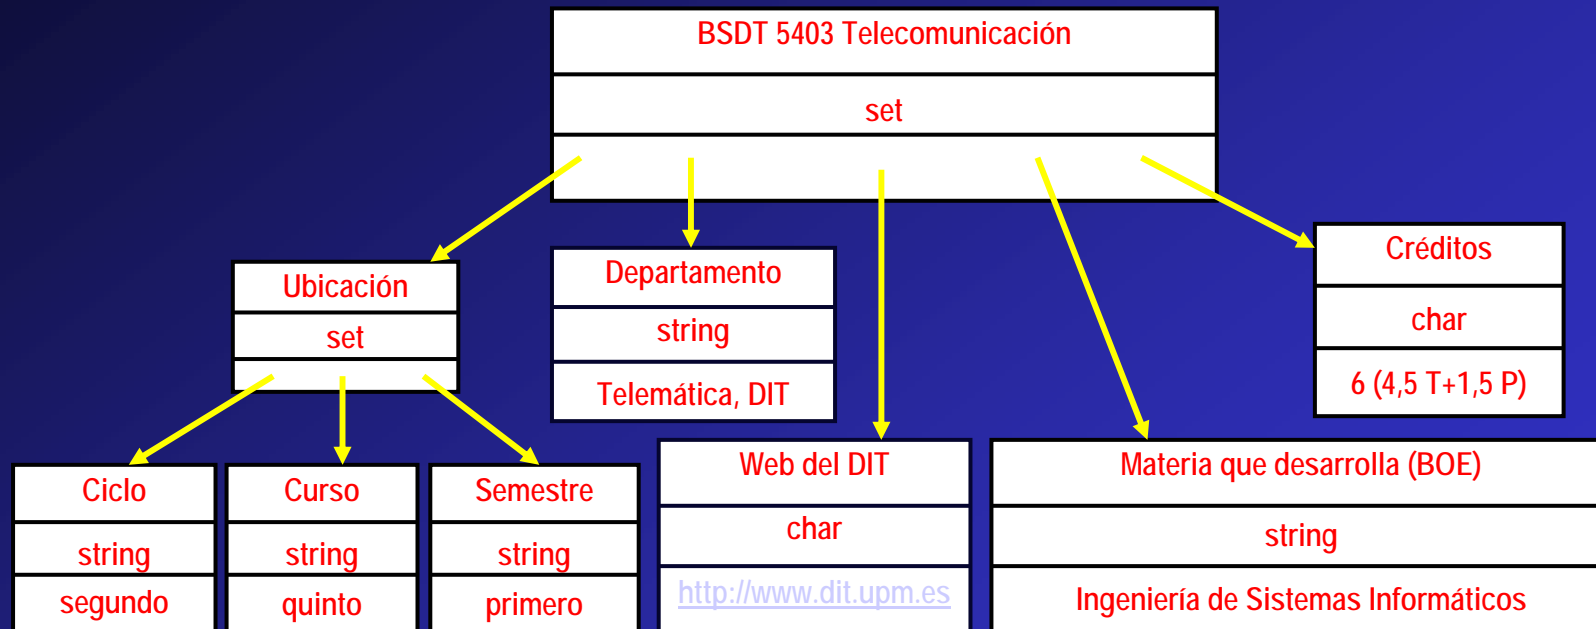 BSDT 5403 Telecomunicación
set
Ubicación
set
Departamento
string
Telemática, DIT
Créditos
char
6 (4,5 T+1,5 P)
Ciclo
string
segundo
Curso
string
quinto
Semestre
string
primero
Web del DIT
char
http://www.dit.upm.es
Materia que desarrolla (BOE)
string
Ingeniería de Sistemas Informáticos